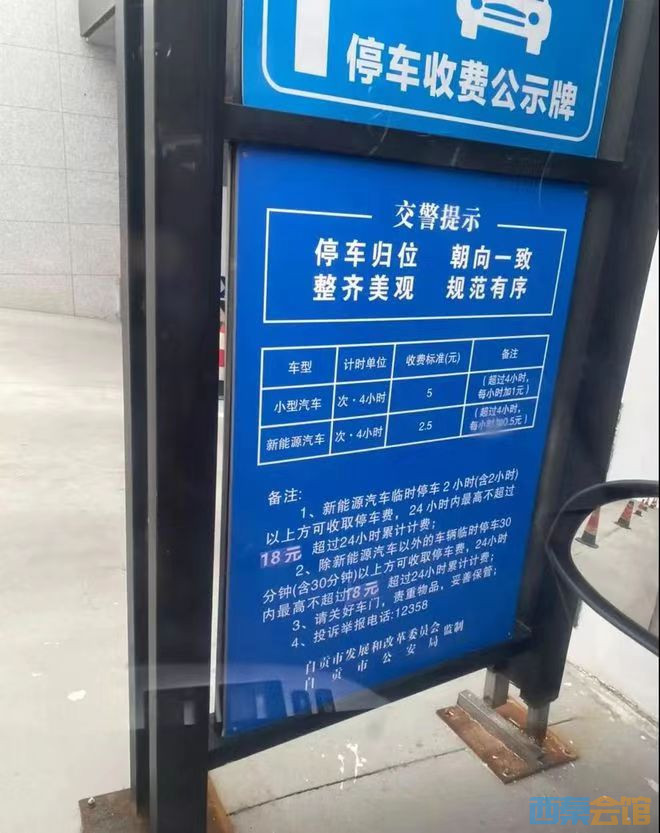 停车收费公示牌
交警提示
停车归位 朝向一致
整齐美观 规范有序
车型 计时单位 收费标准(元) 备注
小型汽车 次·4小时 5 (超过4小时,
每小时加1元)
新能源汽车 次·4小时 2.5 (超过4小时,
每小时加0.5元)
备注:
1、新能源汽车临时停车2小时(含2小时)
以上方可收取停车费,24小时内最高不超过
18元 超过24小时累计计费;
2、除新能源汽车以外的车辆临时停车30
分钟(含30分钟)以上方可收取停车费,24小时
内最高不超过18元 超过24小时累计计费;
3、请关好车门,贵重物品,妥善保管;
4、投诉举报电话:12358
自贡市发展和改革委员会 监制
自贡市公安局
西秦会馆